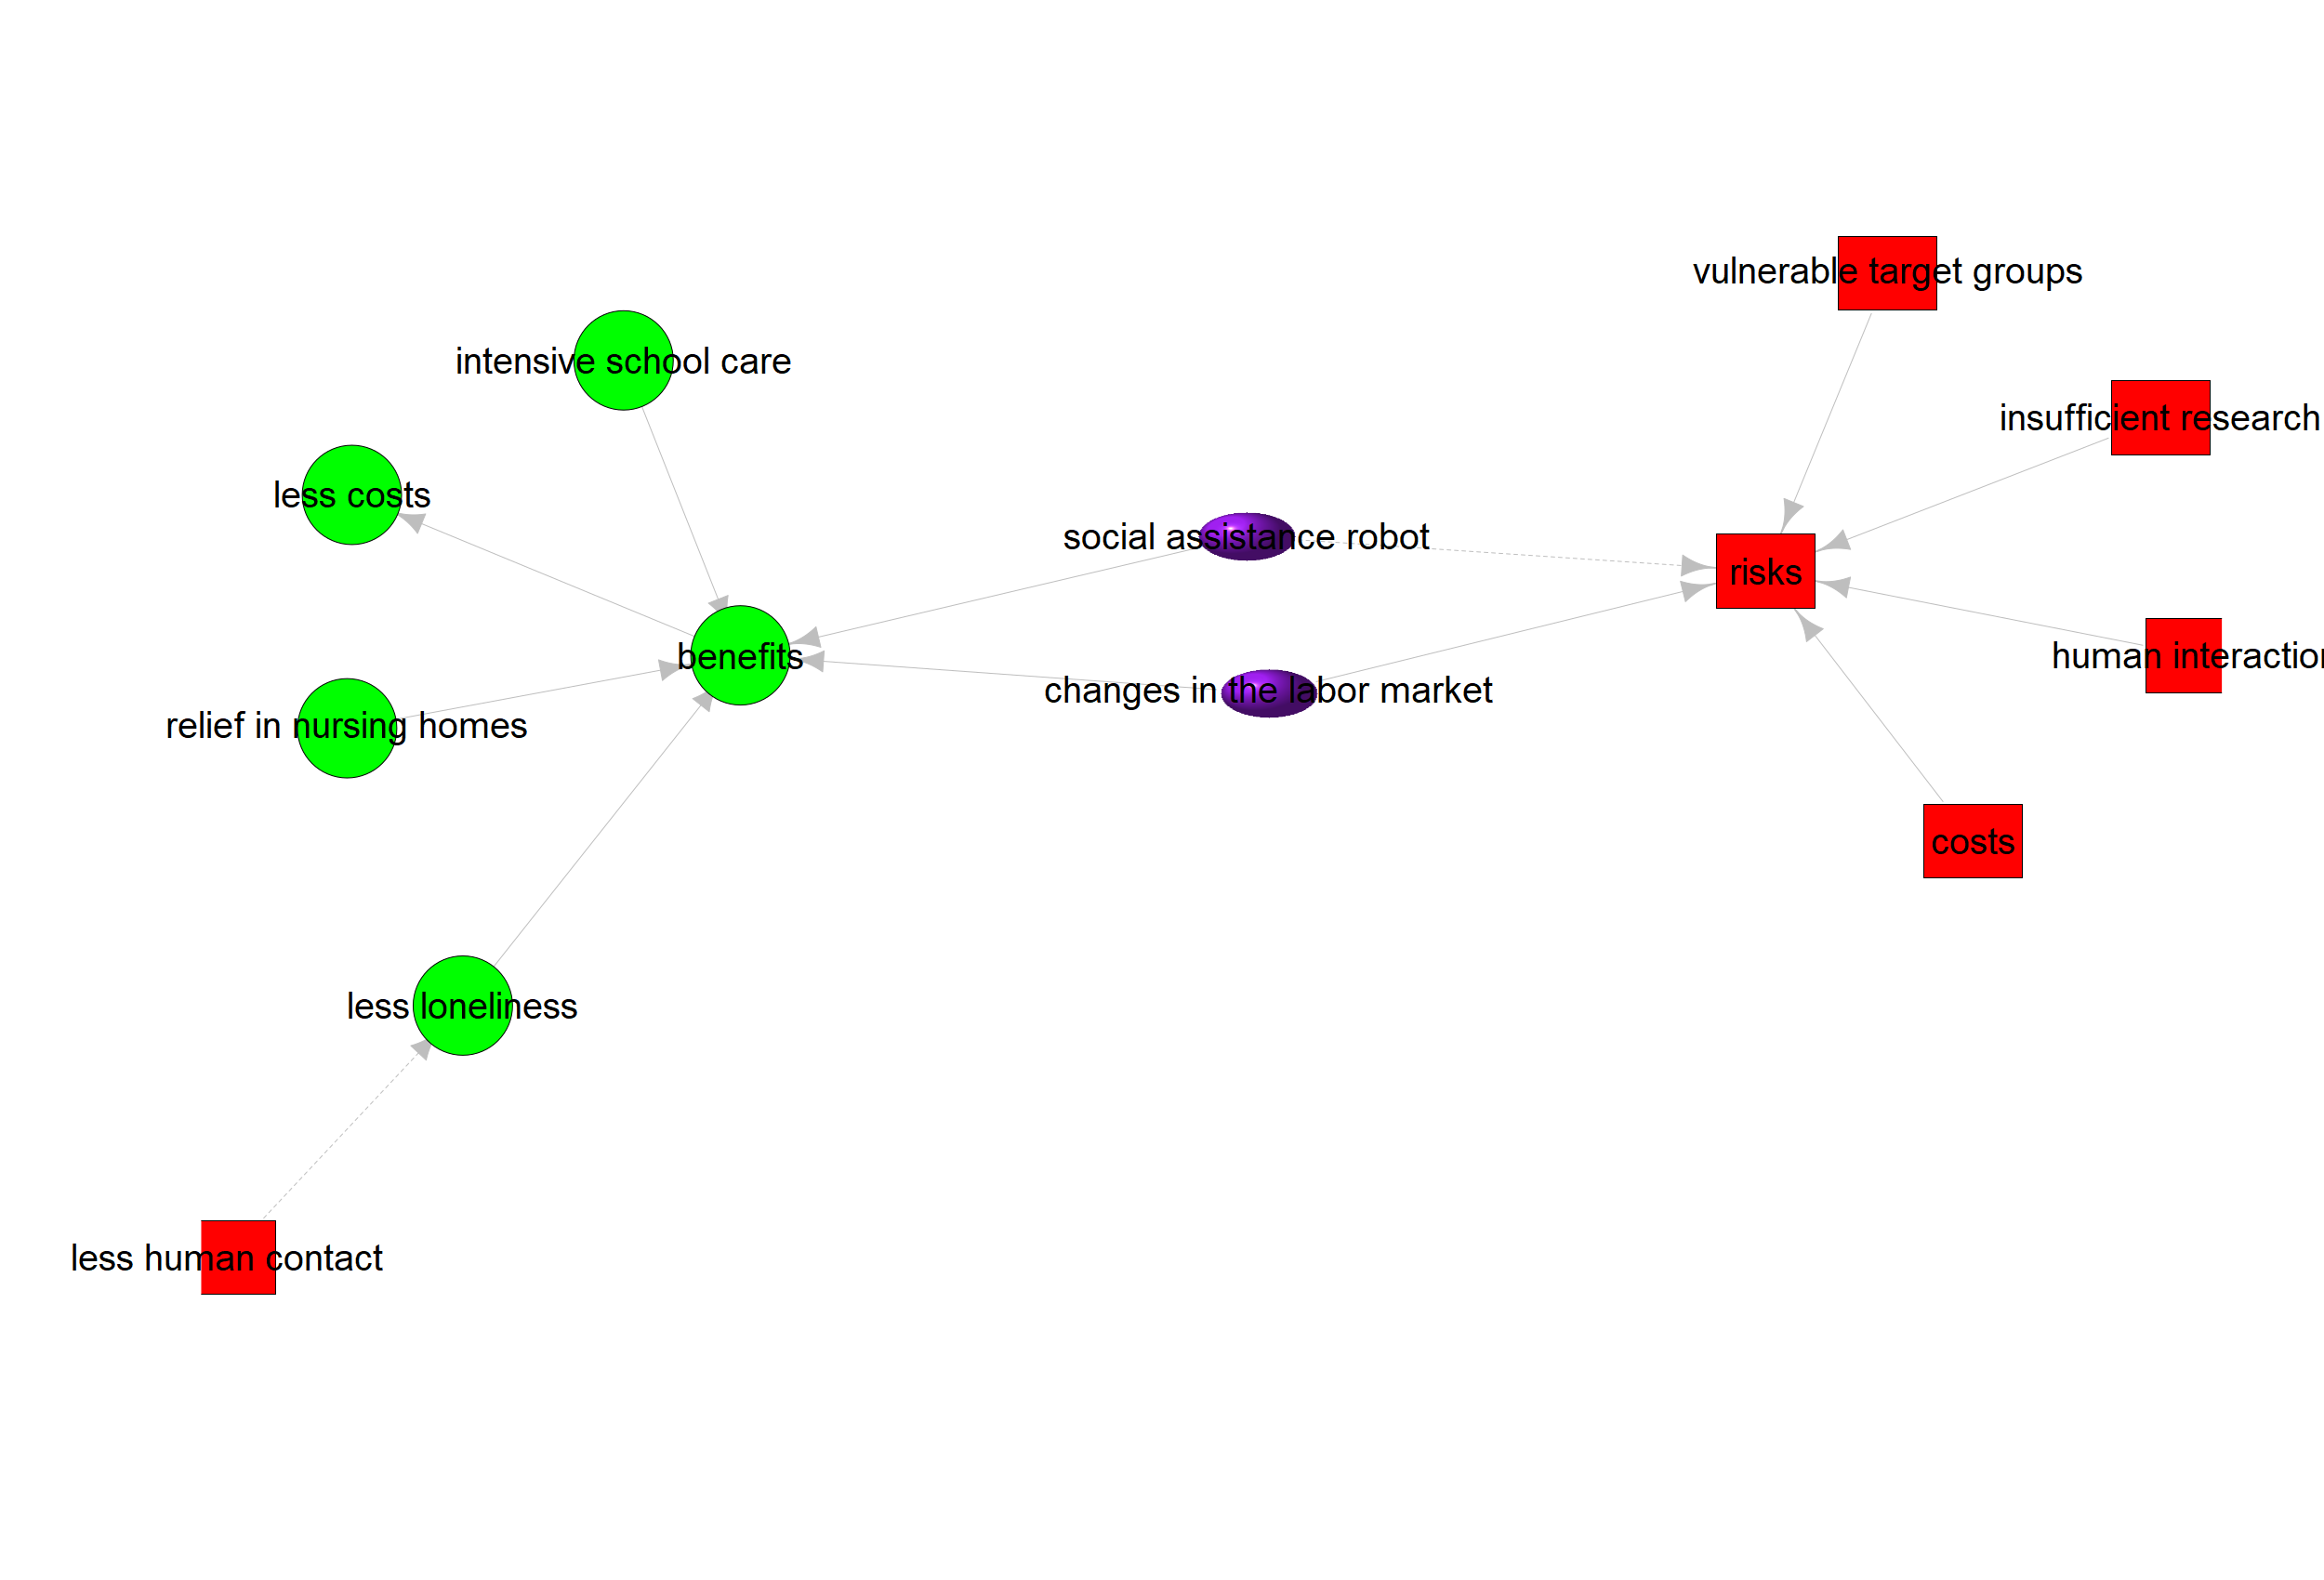 vulnerable target groups
intensive school care
insufficient research
less costs
social assistance robot
risks
benefits
human interaction
changes in the labor market
relief in nursing homes
costs
less loneliness
less human contact